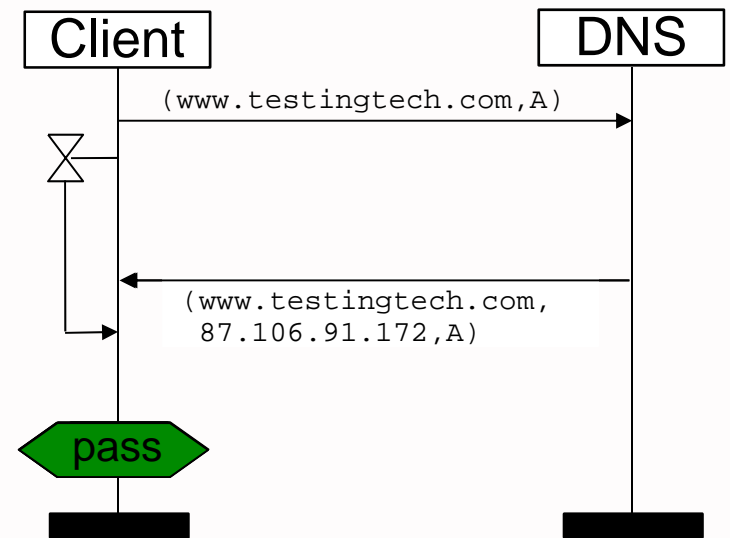 Client
DNS
(www.testingtech.com,A)
(www.testingtech.com,
87.106.91.172,A)
pass